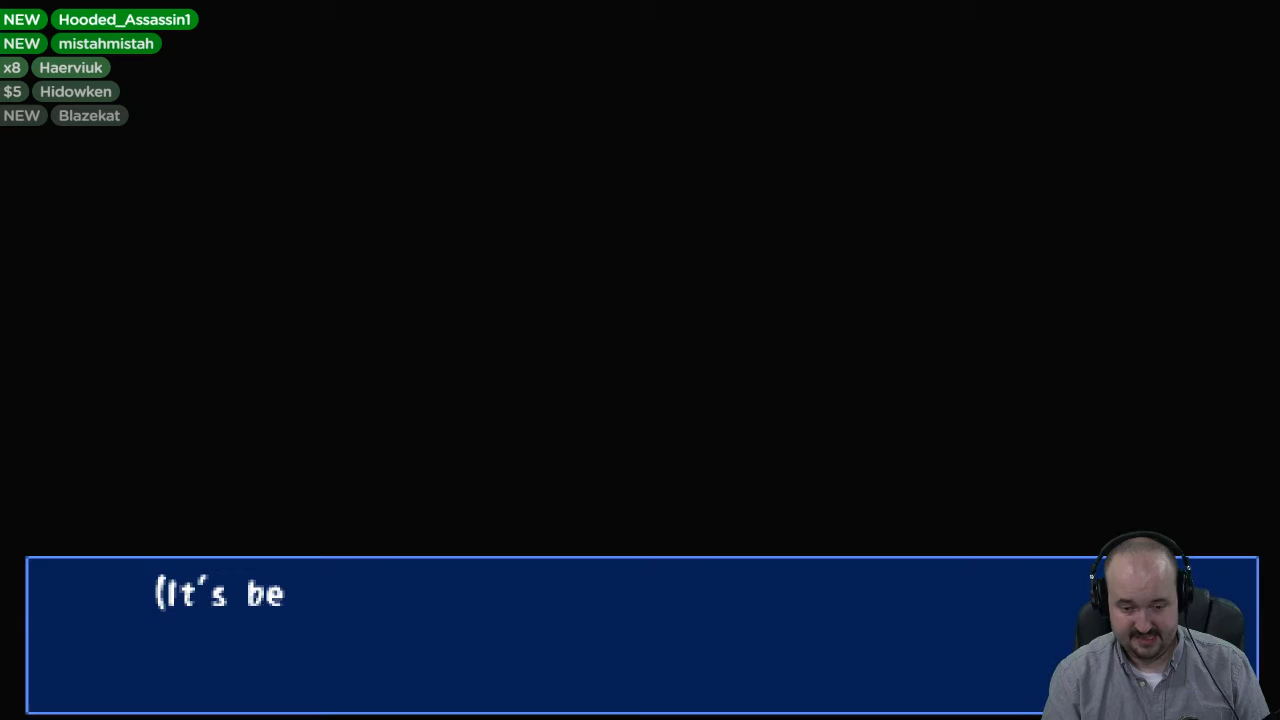 NEW Hooded_Assassin1
NEW mistahmistah
x8 Haerviuk
$5 Hidowken
NEW Blazekat
(It's be